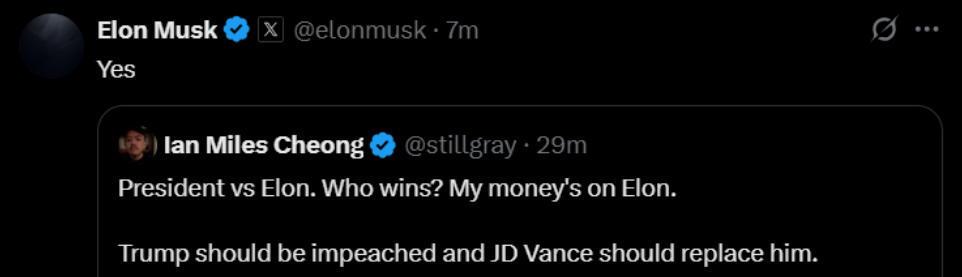 Elon Musk X @elonmusk · 7m
Yes
Ian Miles Cheong @stillgray · 29m
President vs Elon. Who wins? My money's on Elon.
Trump should be impeached and JD Vance should replace him.